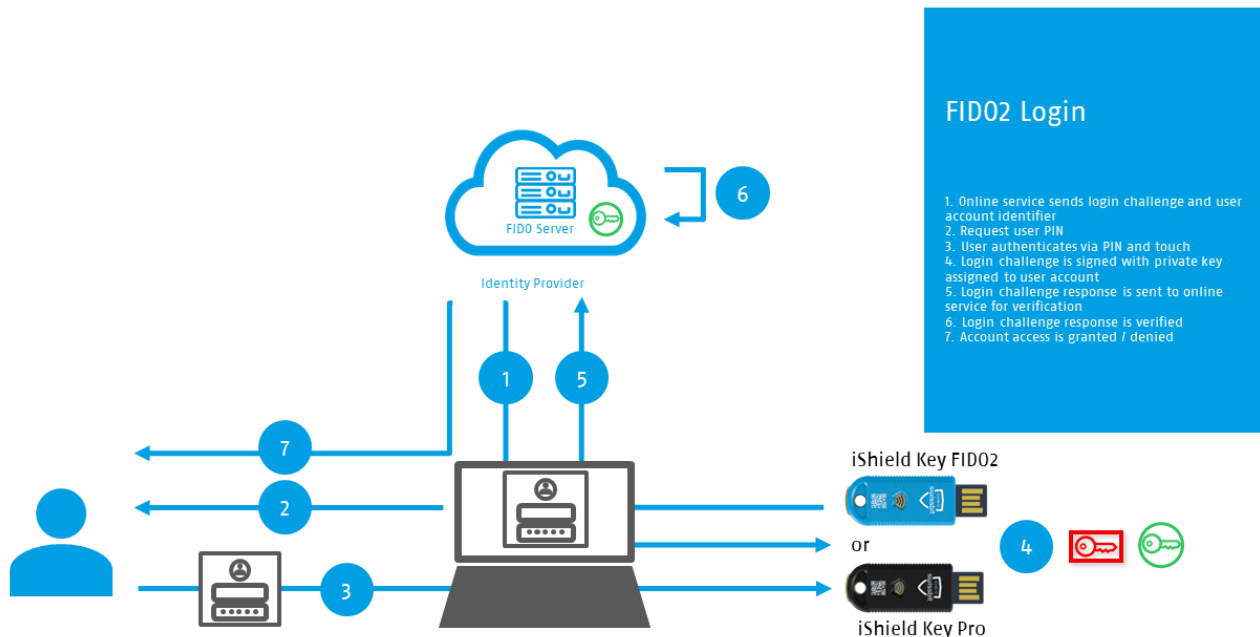 FIDO2 Login
1. Online service sends login challenge and user
account identifier
2. Request user PIN
3. User authenticates via PIN and touch
4. Login challenge is signed with private key
assigned to user account
5. Login challenge response is sent to online
service for verification
6. Login challenge response is verified
7. Account access is granted / denied
FIDO Server
6
Identity Provider
1
5
7
2
3
iShield Key FIDO2
or
4
iShield Key Pro